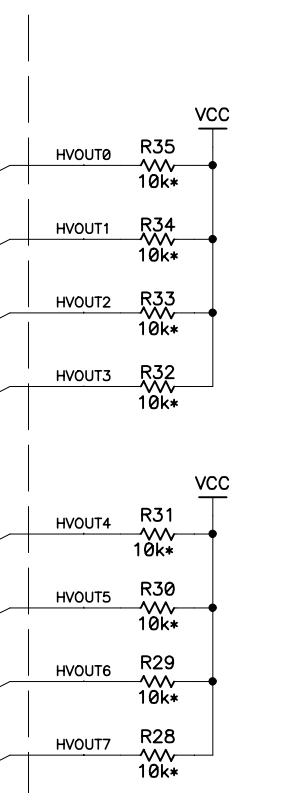 VCC
R35
HVOUT0
10k*
R34
HVOUT1
10k*
R33
HVOUT2
10k*
R32
HVOUT3
10k*
VCC
R31
HVOUT4
10k*
R30
HVOUT5
10k*
R29
HVOUT6
10k*
R28
HVOUT7
10k*